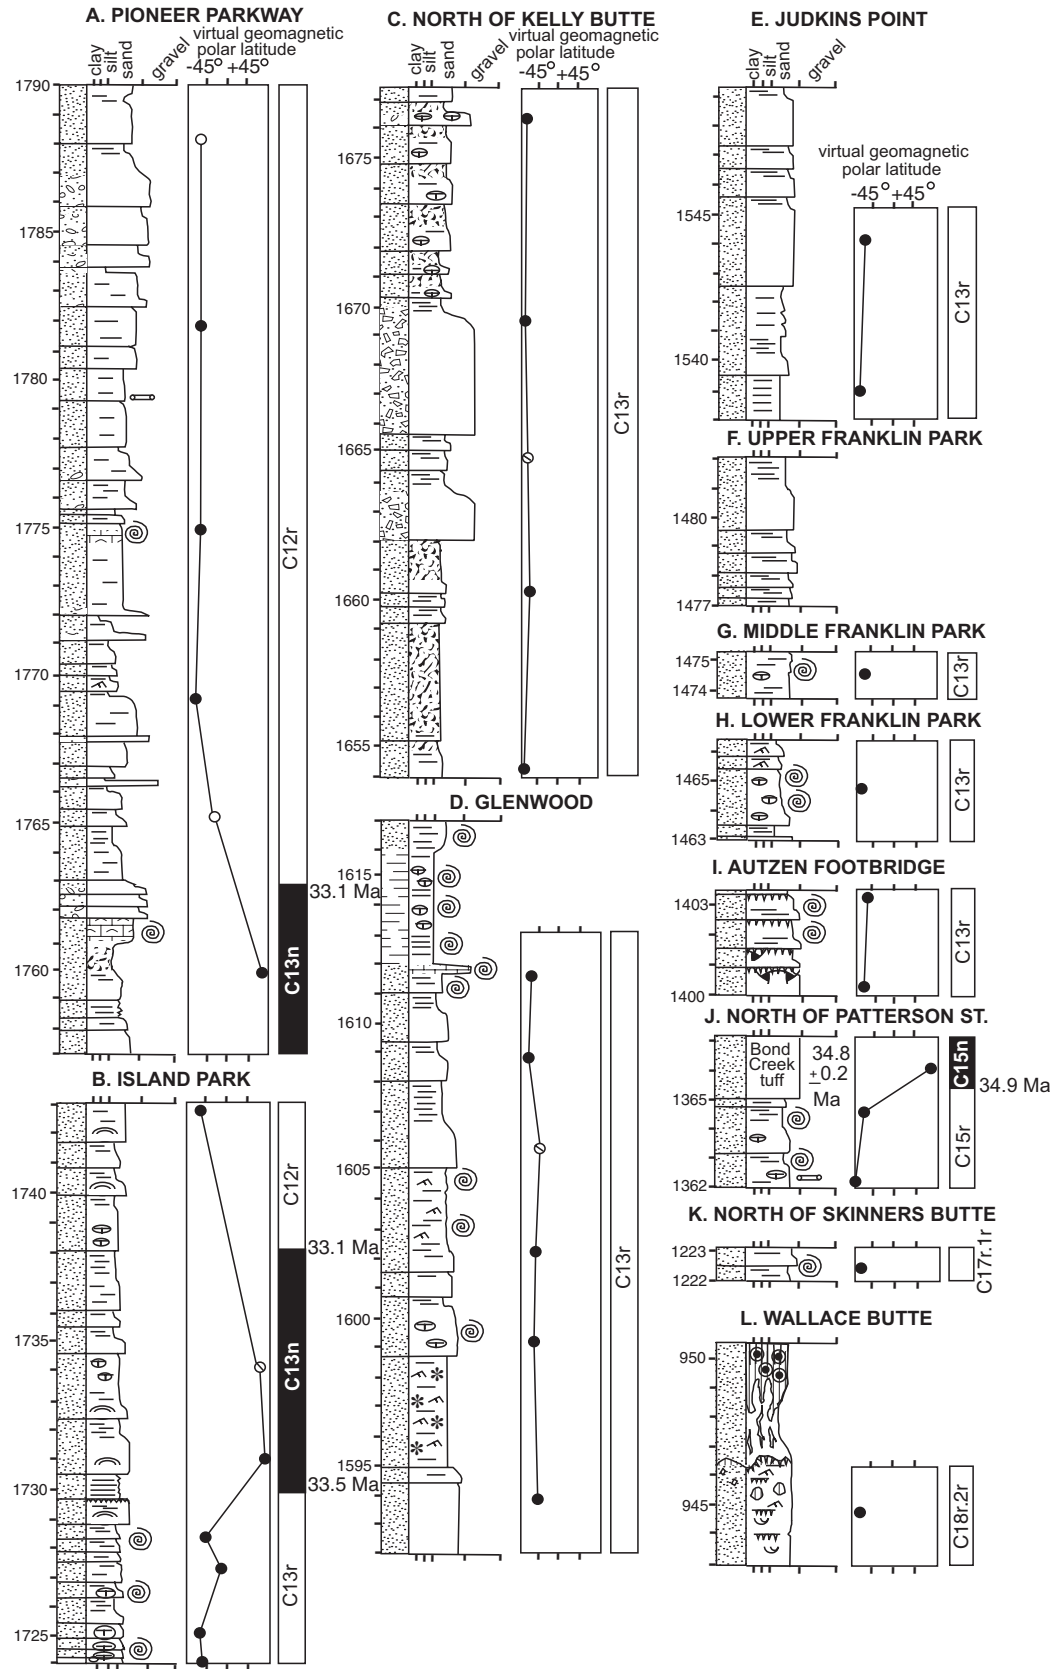 A. PIONEER PARKWAY
clay
silt
sand
gravel
virtual geomagnetic
polar latitude
-45° +45°
1790
1785
1780
1775
1770
1765
1760
C12r
33.1 Ma
C13n
B. ISLAND PARK
1740
1735
1730
1725
C12r
33.1 Ma
C13n
33.5 Ma
C13r
C. NORTH OF KELLY BUTTE
clay
silt
sand
gravel
virtual geomagnetic
polar latitude
-45° +45°
1675
1670
1665
1660
1655
C13r
D. GLENWOOD
1615
1610
1605
1600
1595
C13r
E. JUDKINS POINT
clay
silt
sand
gravel
virtual geomagnetic
polar latitude
-45° +45°
1545
1540
C13r
F. UPPER FRANKLIN PARK
1480
1477
G. MIDDLE FRANKLIN PARK
1475
1474
C13r
H. LOWER FRANKLIN PARK
1465
1463
C13r
I. AUTZEN FOOTBRIDGE
1403
1400
C13r
J. NORTH OF PATTERSON ST.
Bond
Creek
tuff
34.8
±0.2
Ma
1365
1362
C15n
34.9 Ma
C15r
K. NORTH OF SKINNERS BUTTE
1223
1222
C17r.1r
L. WALLACE BUTTE
950
945
C18r.2r